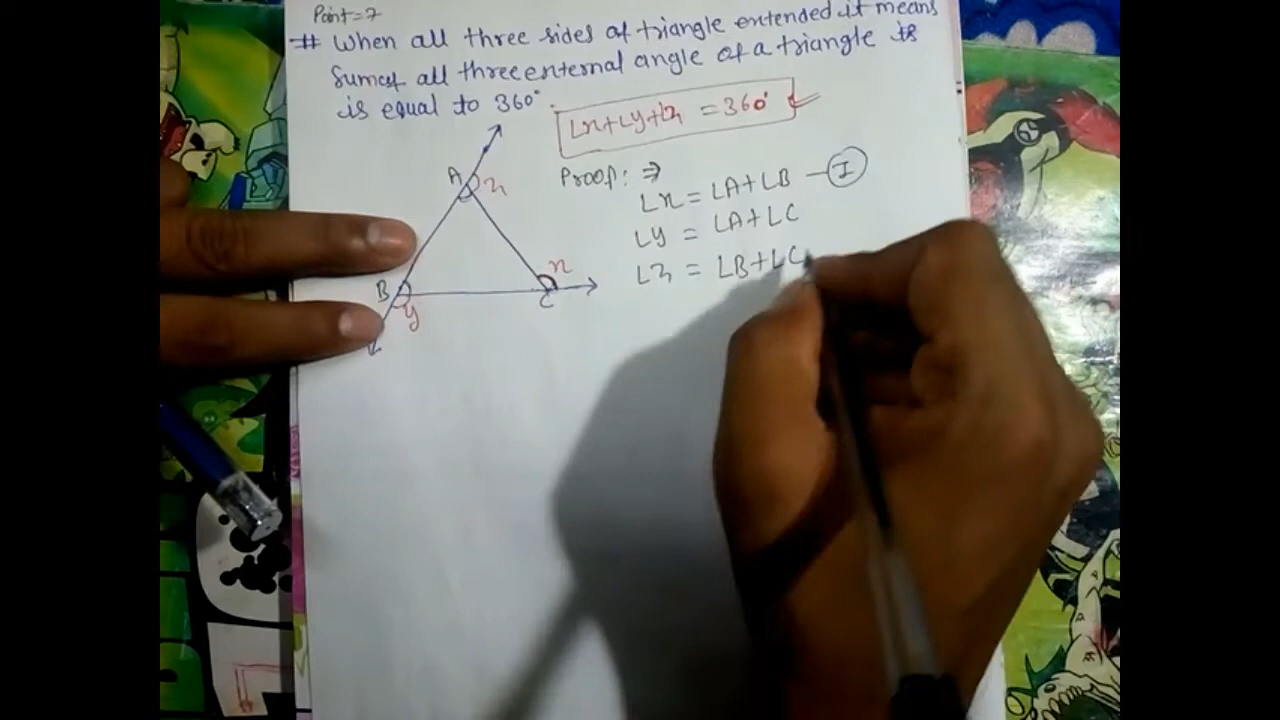 Point=7
# When all three sides of triangle extended it means
Sum of all three enternal angle of a triangle is
is equal to 360°.
∠x+∠y+∠z = 360°
A
z
Proof: ⇒
∠x = ∠A+∠B — I
∠y = ∠A+∠C
∠z = ∠B+∠C
B
y
x
C